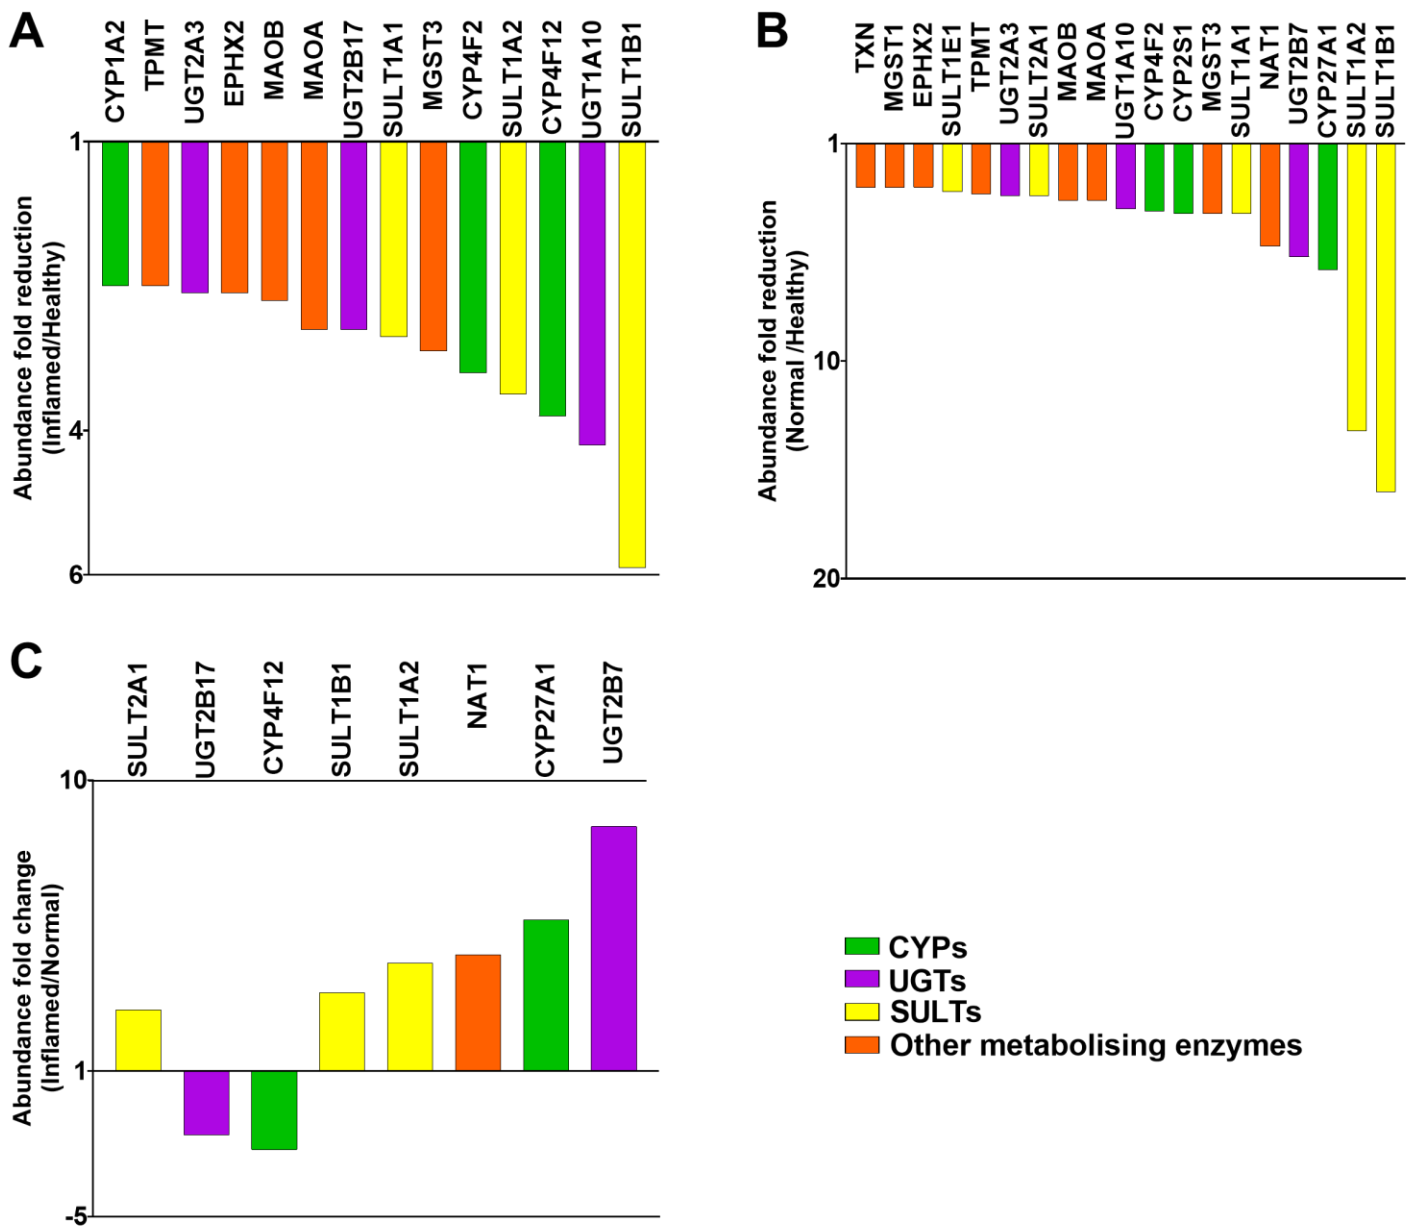 A
CYP1A2
TPMT
UGT2A3
EPHX2
MAOB
MAOA
UGT2B17
SULT1A1
MGST3
CYP4F2
SULT1A2
CYP4F12
UGT1A10
SULT1B1
1
4
6
Abundance fold reduction
(Inflamed/Healthy)
B
TXN
MGST1
EPHX2
SULT1E1
TPMT
UGT2A3
SULT2A1
MAOB
MAOA
UGT1A10
CYP4F2
CYP2S1
MGST3
SULT1A1
NAT1
UGT2B7
CYP27A1
SULT1A2
SULT1B1
1
10
20
Abundance fold reduction
(Normal /Healthy)
C
SULT2A1
UGT2B17
CYP4F12
SULT1B1
SULT1A2
NAT1
CYP27A1
UGT2B7
10
1
-5
Abundance fold change
(Inflamed/Normal)
CYPs
UGTs
SULTs
Other metabolising enzymes